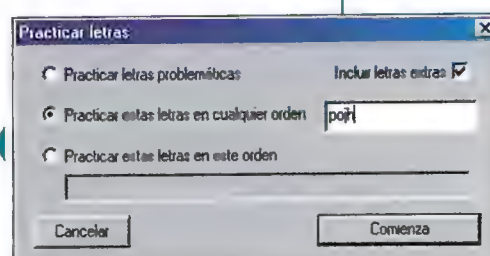 Practicar letras
Practicar letras problemáticas Incluir letras extras
Practicar estas letras en cualquier orden pojh
Practicar estas letras en este orden
Cancelar Comienza